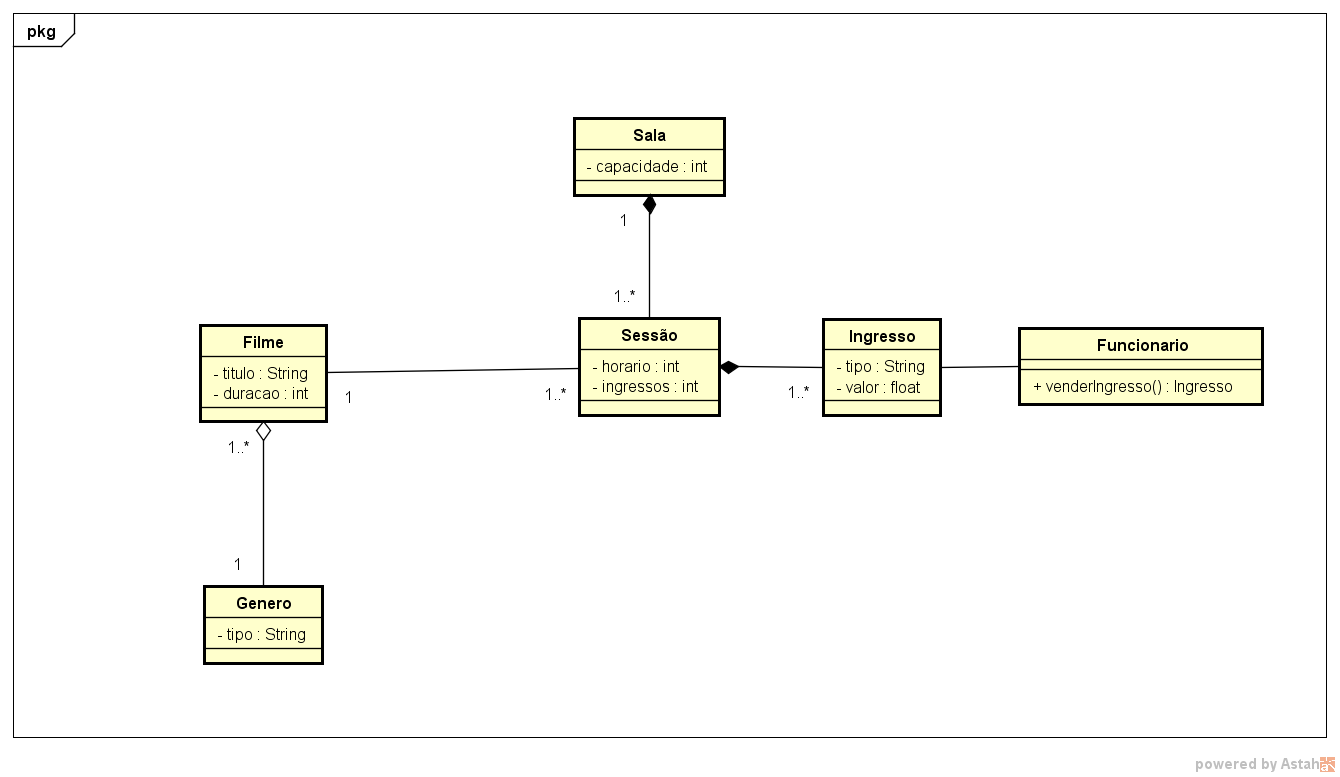 pkg
Sala
- capacidade : int
1
1..*
Filme
- titulo : String
- duracao : int
1
1..*
Sessão
- horario : int
- ingressos : int
1..*
Ingresso
- tipo : String
- valor : float
Funcionario
+ venderIngresso() : Ingresso
1..*
1
Genero
- tipo : String
powered by Astah